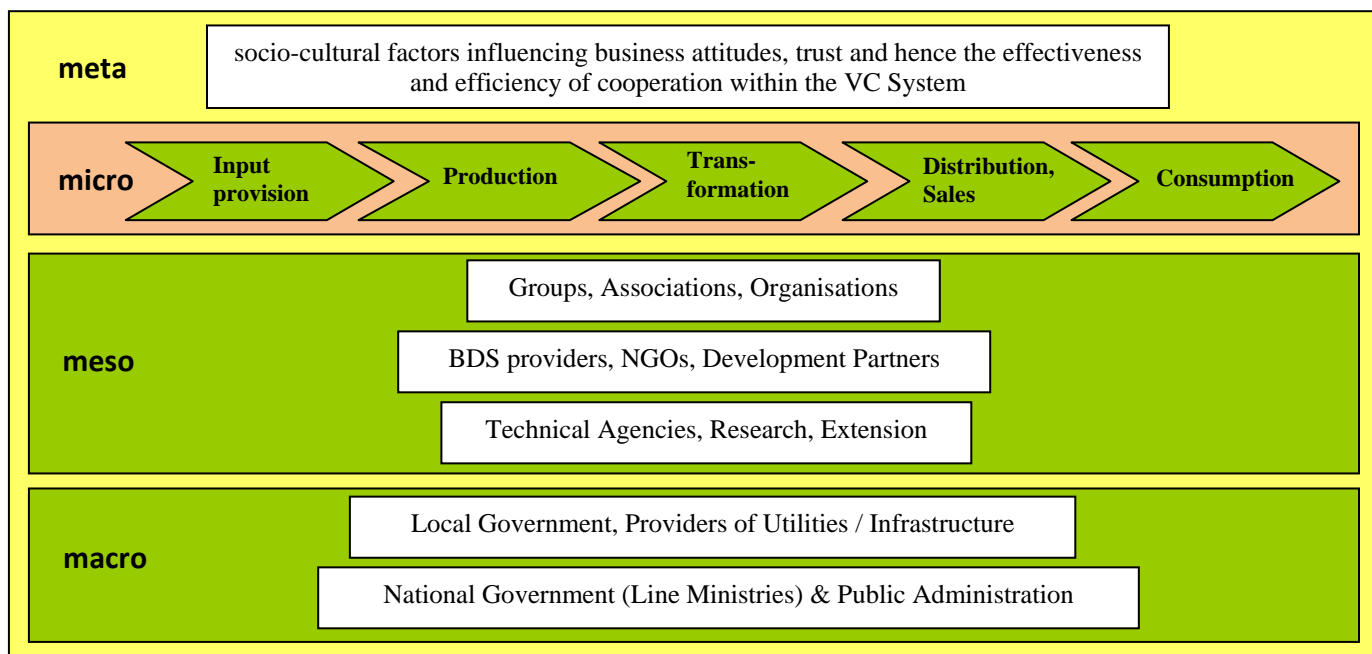 meta
socio-cultural factors influencing business attitudes, trust and hence the effectiveness
and efficiency of cooperation within the VC System
micro
Input
provision
Production
Trans-
formation
Distribution,
Sales
Consumption
meso
Groups, Associations, Organisations
BDS providers, NGOs, Development Partners
Technical Agencies, Research, Extension
macro
Local Government, Providers of Utilities / Infrastructure
National Government (Line Ministries) & Public Administration